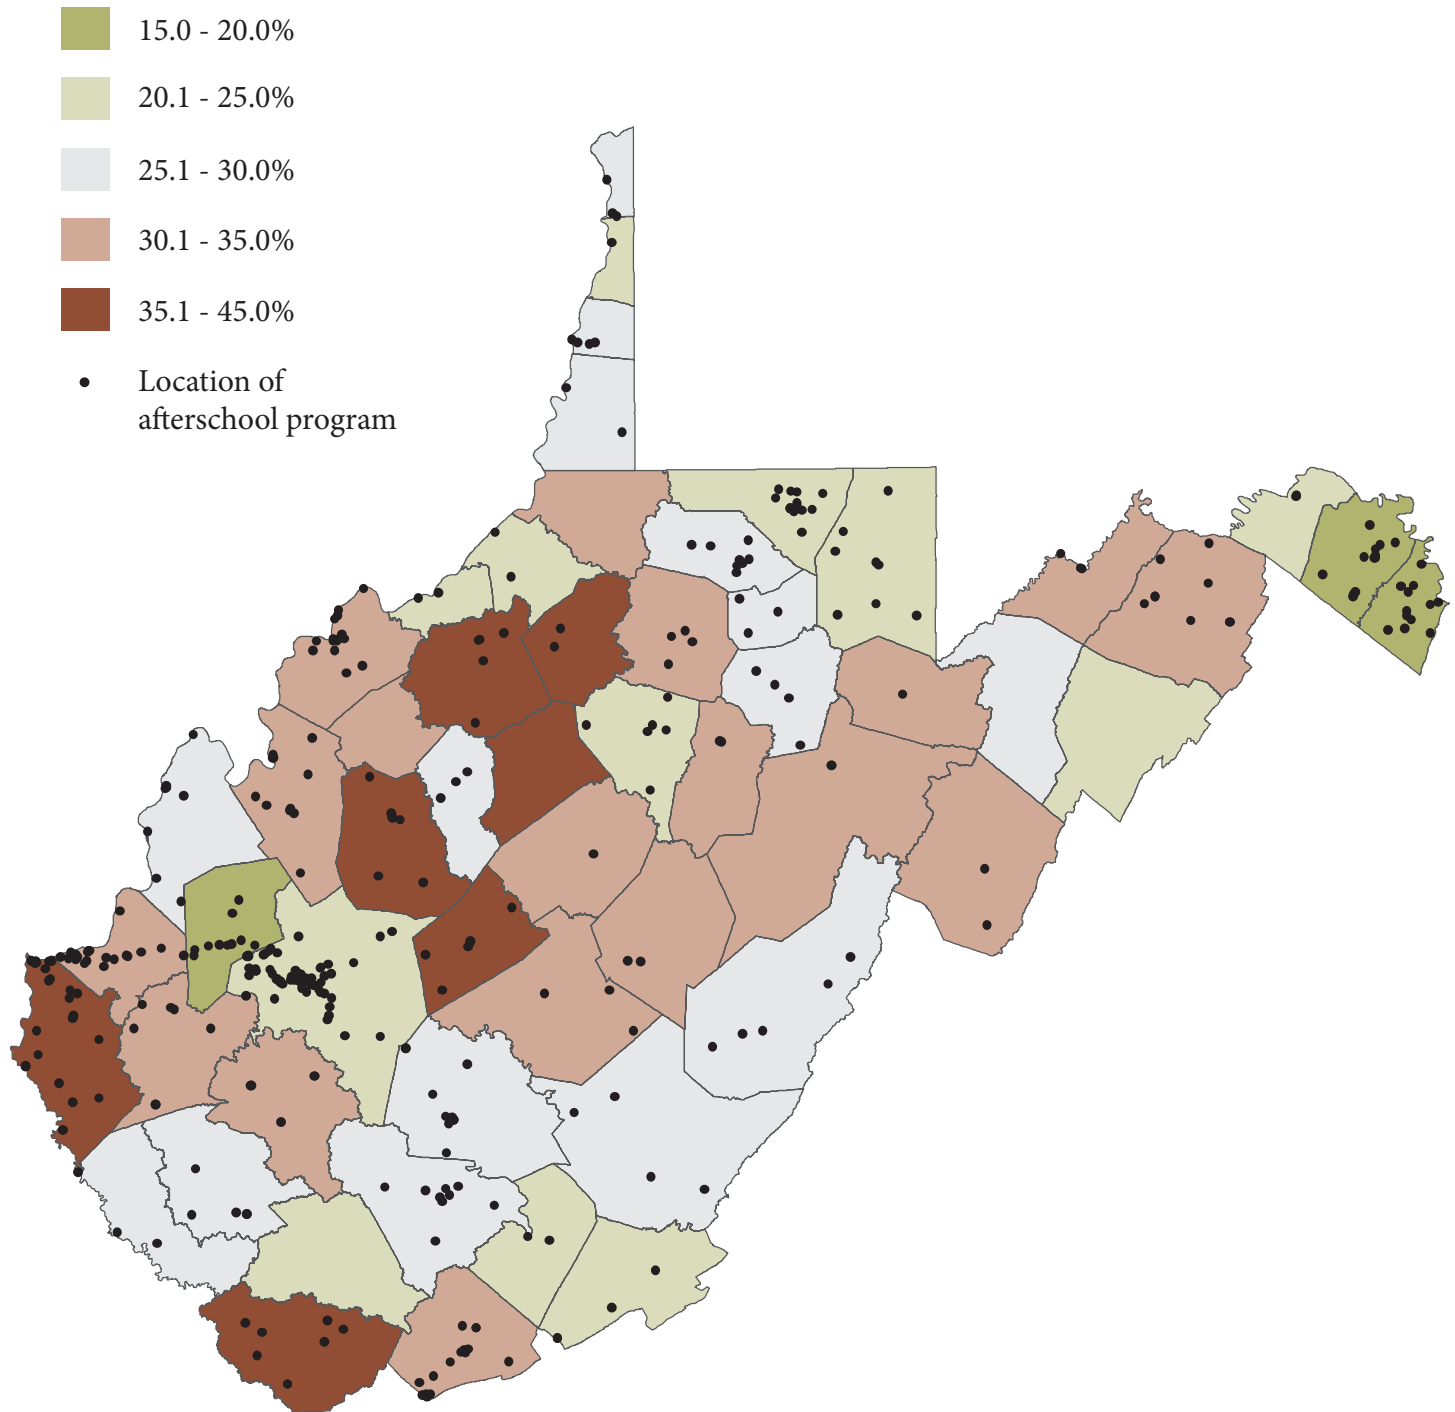 15.0 - 20.0%
20.1 - 25.0%
25.1 - 30.0%
30.1 - 35.0%
35.1 - 45.0%
Location of
afterschool program